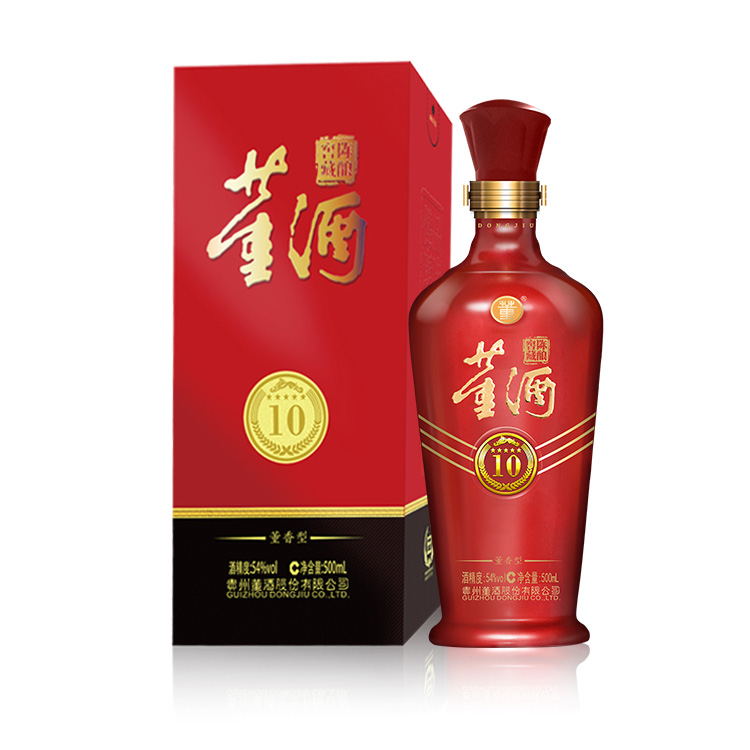 陈酿
窖藏
董酒
★★★★★
10
董香型
酒精度:54%vol 净含量:500mL
贵州董酒股份有限公司
GUIZHOU DONGJIU CO.,LTD.
DONGJIU
董®
陈酿
窖藏
董酒
★★★★★
10
董香型
酒精度:54%vol 净含量:500mL
贵州董酒股份有限公司
GUIZHOU DONGJIU CO.,LTD.